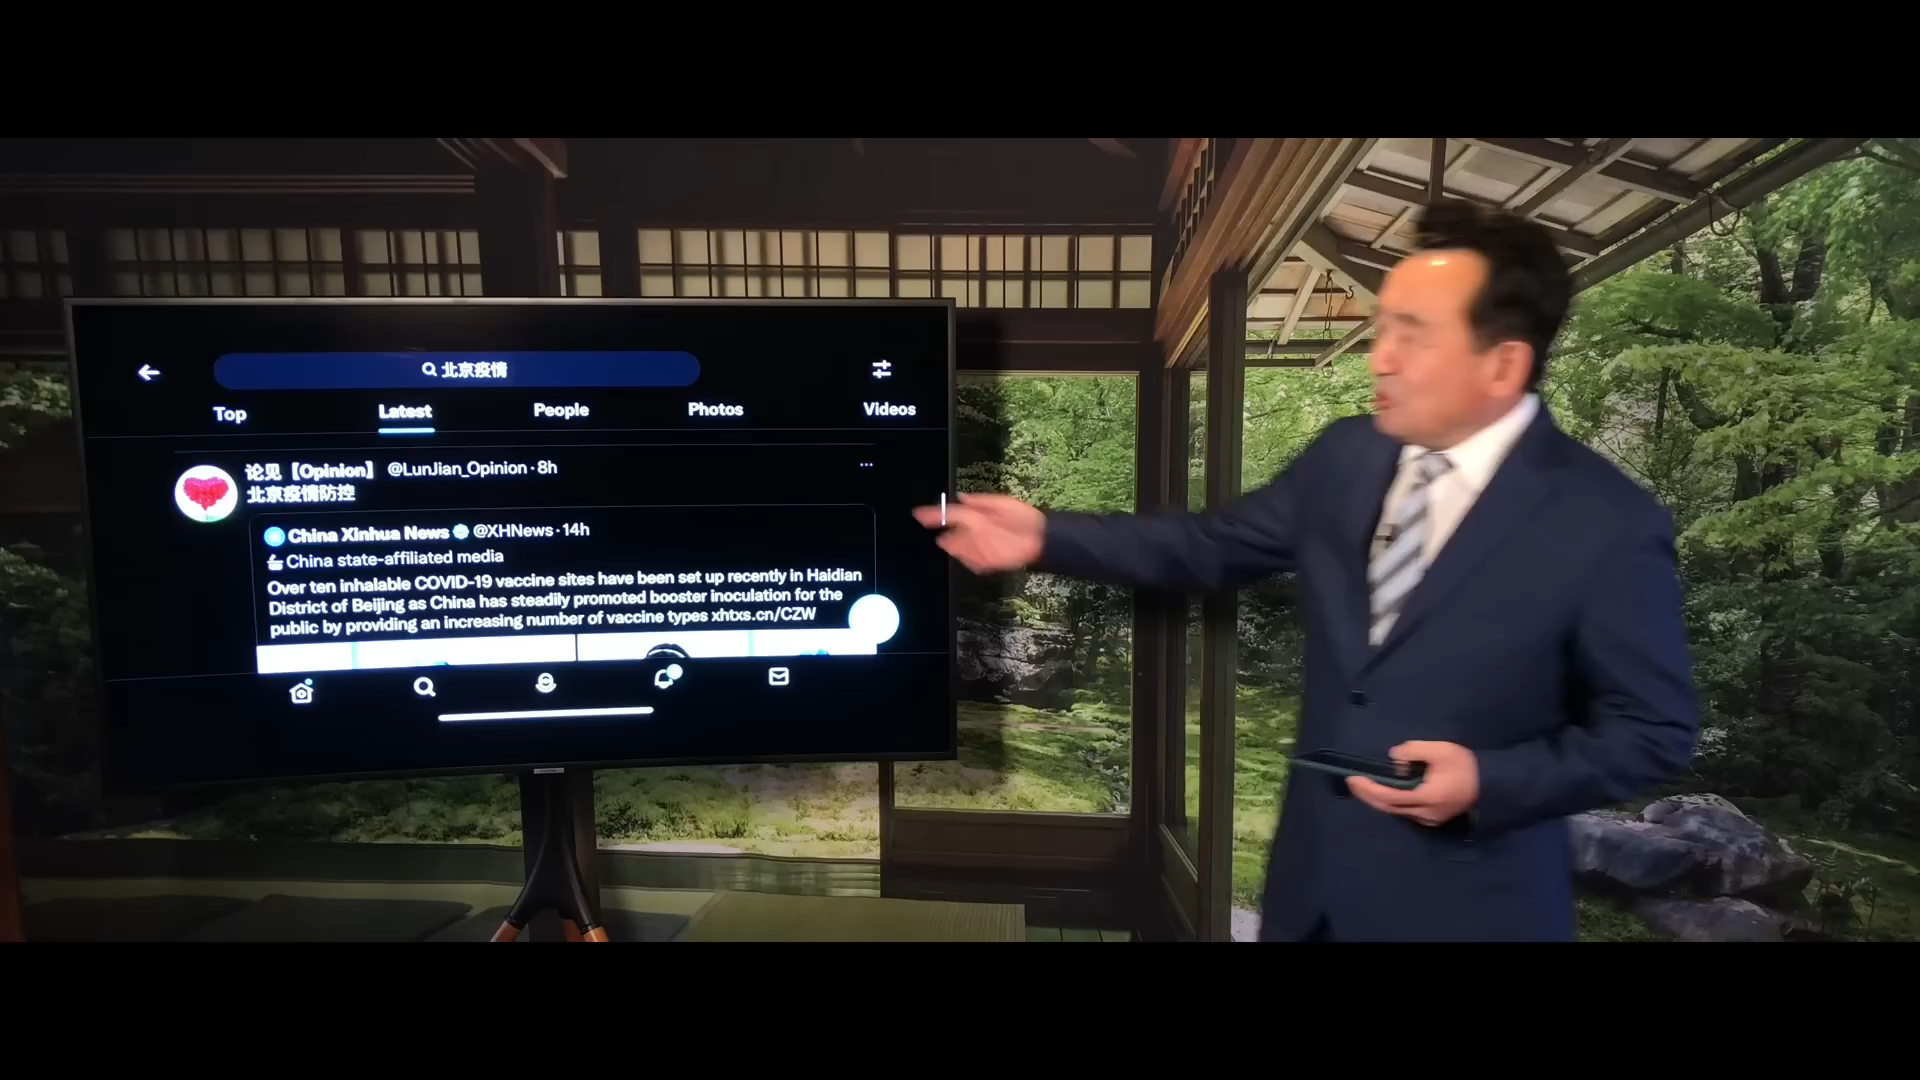 北京疫情
Top Latest People Photos Videos
论见【Opinion】 @LunJian_Opinion · 8h
北京疫情防控
China Xinhua News @XHNews · 14h
China state-affiliated media
Over ten inhalable COVID-19 vaccine sites have been set up recently in Haidian
District of Beijing as China has steadily promoted booster inoculation for the
public by providing an increasing number of vaccine types xhtxs.cn/CZW